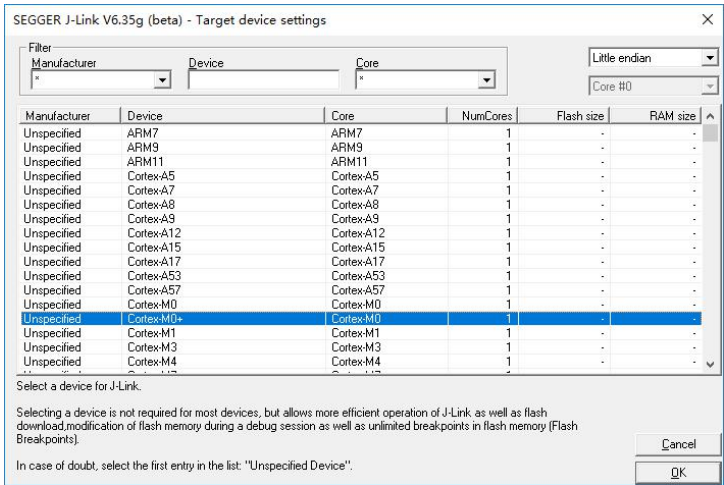 SEGGER J-Link V6.35g (beta) - Target device settings
Filter
Manufacturer Device Core
* *
Little endian
Core #0
Manufacturer Device Core NumCores Flash size RAM size
Unspecified ARM7 ARM7 1 - -
Unspecified ARM9 ARM9 1 - -
Unspecified ARM11 ARM11 1 - -
Unspecified Cortex-A5 Cortex-A5 1 - -
Unspecified Cortex-A7 Cortex-A7 1 - -
Unspecified Cortex-A8 Cortex-A8 1 - -
Unspecified Cortex-A9 Cortex-A9 1 - -
Unspecified Cortex-A12 Cortex-A12 1 - -
Unspecified Cortex-A15 Cortex-A15 1 - -
Unspecified Cortex-A17 Cortex-A17 1 - -
Unspecified Cortex-A53 Cortex-A53 1 - -
Unspecified Cortex-A57 Cortex-A57 1 - -
Unspecified Cortex-M0 Cortex-M0 1 - -
Unspecified Cortex-M0+ Cortex-M0 1 - -
Unspecified Cortex-M1 Cortex-M1 1 - -
Unspecified Cortex-M3 Cortex-M3 1 - -
Unspecified Cortex-M4 Cortex-M4 1 - -
Select a device for J-Link.
Selecting a device is not required for most devices, but allows more efficient operation of J-Link as well as flash
download,modification of flash memory during a debug session as well as unlimited breakpoints in flash memory (Flash
Breakpoints).
In case of doubt, select the first entry in the list: "Unspecified Device".
Cancel
OK